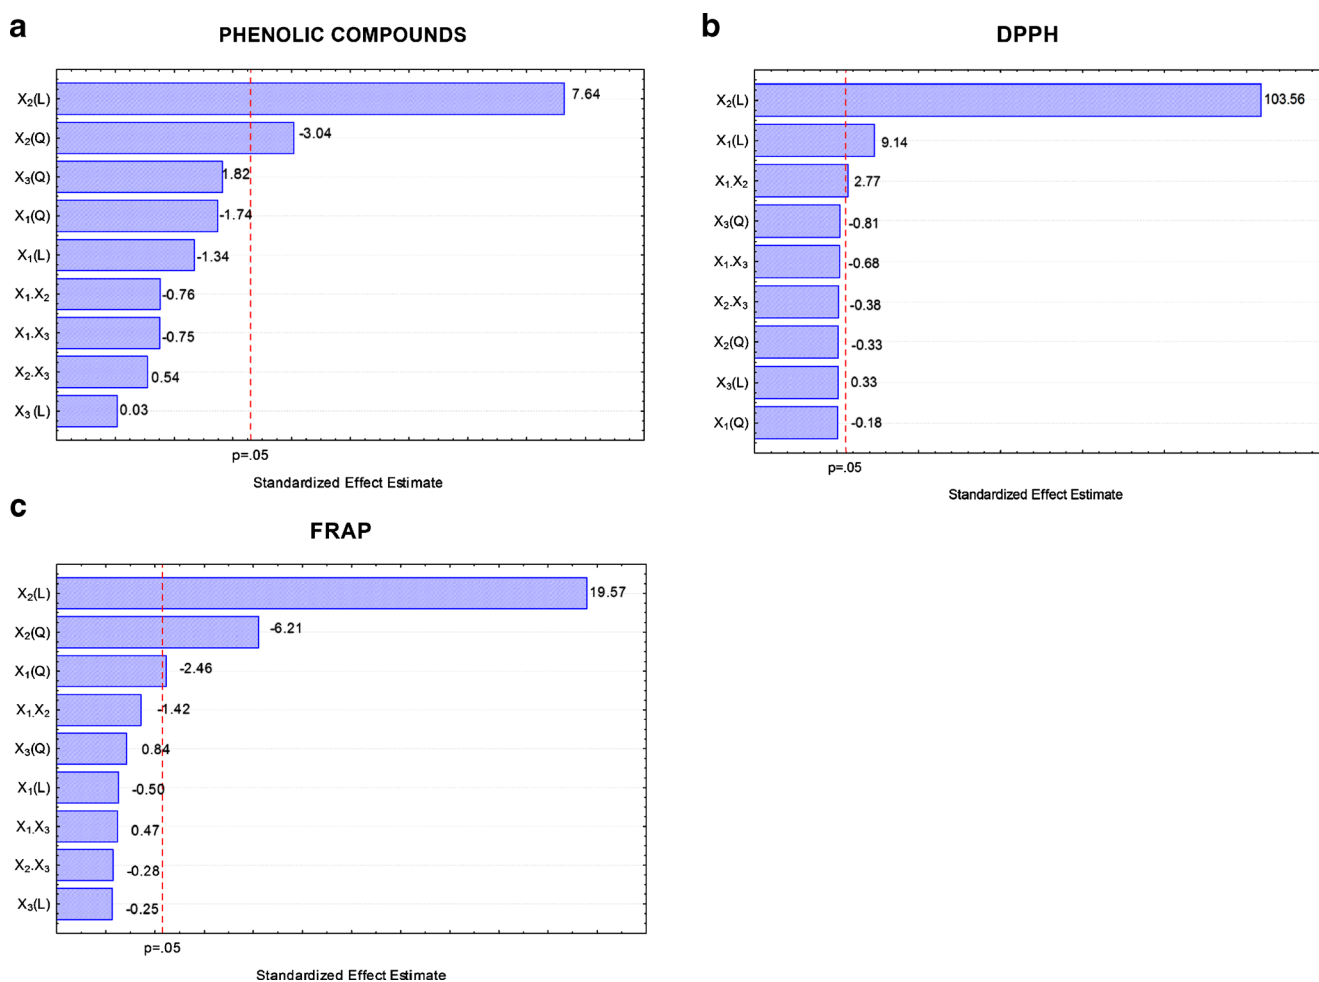 a
PHENOLIC COMPOUNDS
X₂(L) 7.64
X₂(Q) -3.04
X₃(Q) 1.82
X₁(Q) -1.74
X₁(L) -1.34
X₁.X₂ -0.76
X₁.X₃ -0.75
X₂.X₃ 0.54
X₃(L) 0.03
p=.05
Standardized Effect Estimate
b
DPPH
X₂(L) 103.56
X₁(L) 9.14
X₁.X₂ 2.77
X₃(Q) -0.81
X₁.X₃ -0.68
X₂.X₃ -0.38
X₂(Q) -0.33
X₃(L) 0.33
X₁(Q) -0.18
p=.05
Standardized Effect Estimate
c
FRAP
X₂(L) 19.57
X₂(Q) -6.21
X₁(Q) -2.46
X₁.X₂ -1.42
X₃(Q) 0.84
X₁(L) -0.50
X₁.X₃ 0.47
X₂.X₃ -0.28
X₃(L) -0.25
p=.05
Standardized Effect Estimate